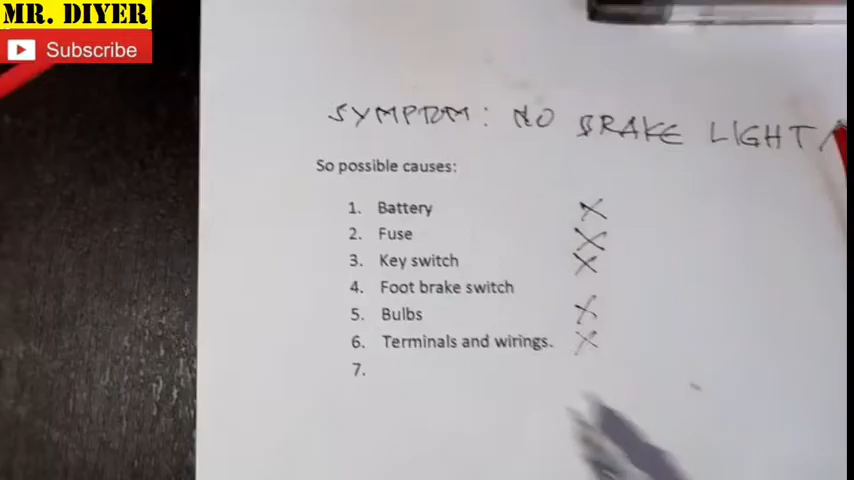 MR. DIYER
Subscribe
SYMPTOM: NO BRAKE LIGHT
So possible causes:
1. Battery X
2. Fuse X
3. Key switch X
4. Foot brake switch
5. Bulbs X
6. Terminals and wirings. X
7.